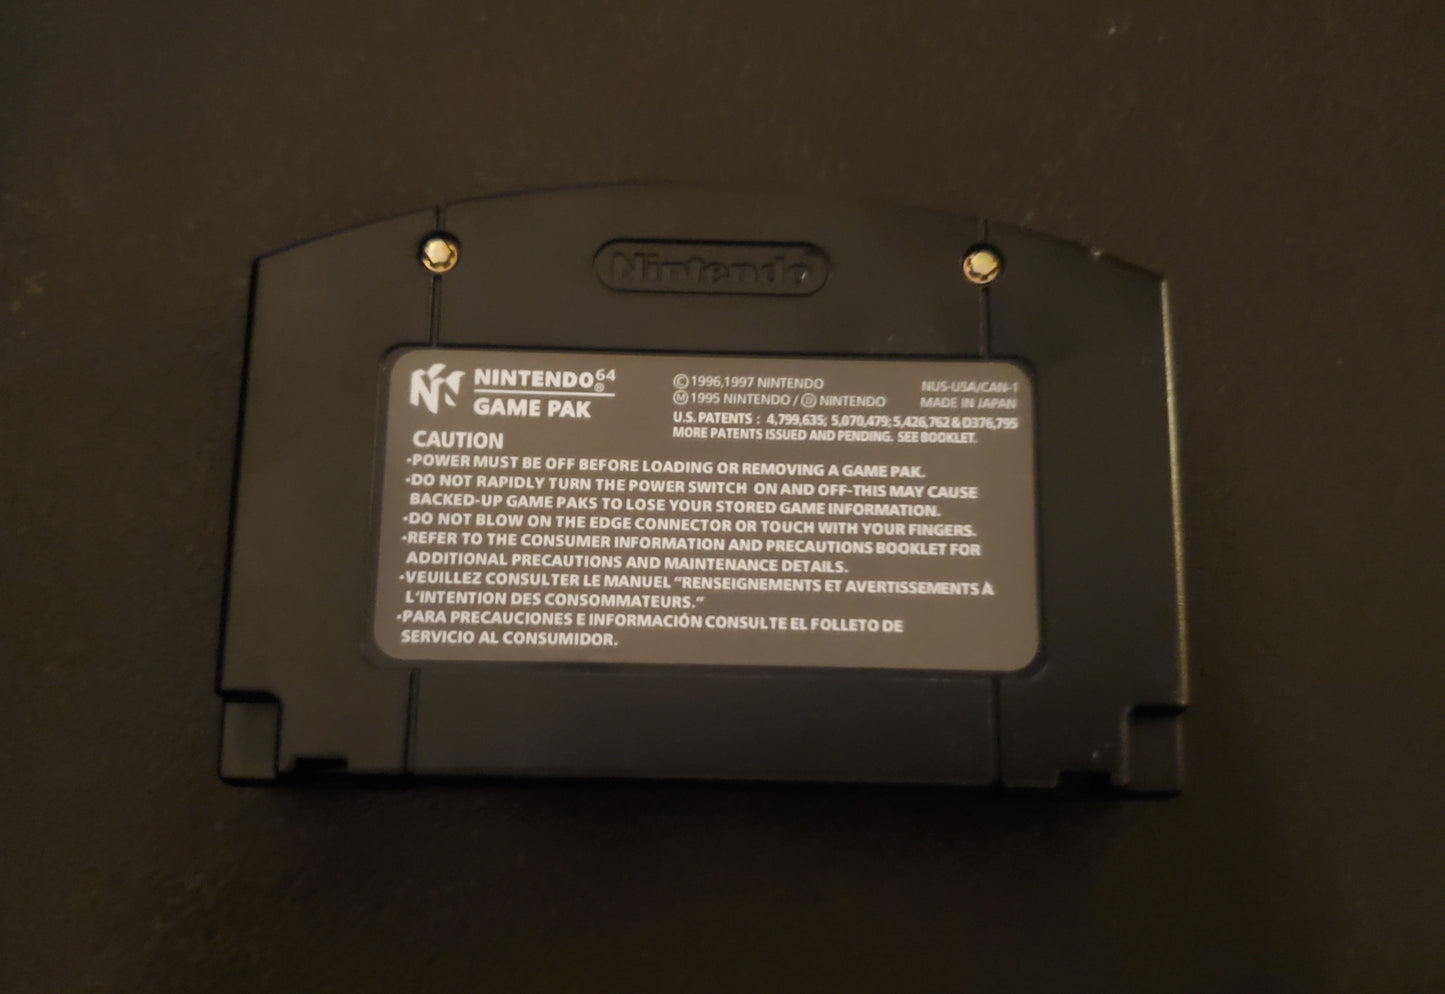 Nintendo
NINTENDO64®
GAME PAK
©1996,1997 NINTENDO
Ⓜ1995 NINTENDO / Ⓓ NINTENDO
NUS-USA/CAN-1
MADE IN JAPAN
U.S. PATENTS : 4,799,635; 5,070,479; 5,426,762 & D376,795
MORE PATENTS ISSUED AND PENDING. SEE BOOKLET.
CAUTION
•POWER MUST BE OFF BEFORE LOADING OR REMOVING A GAME PAK.
•DO NOT RAPIDLY TURN THE POWER SWITCH ON AND OFF-THIS MAY CAUSE
BACKED-UP GAME PAKS TO LOSE YOUR STORED GAME INFORMATION.
•DO NOT BLOW ON THE EDGE CONNECTOR OR TOUCH WITH YOUR FINGERS.
•REFER TO THE CONSUMER INFORMATION AND PRECAUTIONS BOOKLET FOR
ADDITIONAL PRECAUTIONS AND MAINTENANCE DETAILS.
•VEUILLEZ CONSULTER LE MANUEL "RENSEIGNEMENTS ET AVERTISSEMENTS À
L'INTENTION DES CONSOMMATEURS."
•PARA PRECAUCIONES E INFORMACIÓN CONSULTE EL FOLLETO DE
SERVICIO AL CONSUMIDOR.